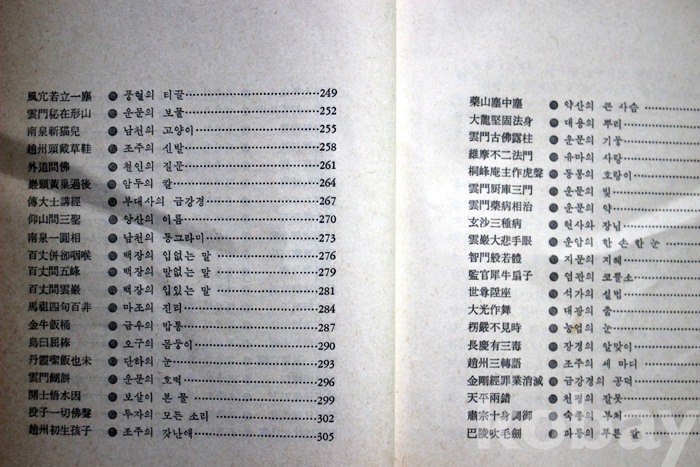 風穴若立一塵 ● 풍혈의 티끌 249
雲門秘在形山 ● 운문의 보물 252
南泉斬猫兒 ● 남전의 고양이 255
趙州頭戴草鞋 ● 조주의 신발 258
外道問佛 ● 천인의 질문 261
巖頭黃巢過後 ● 암두의 칼 264
傅大士講經 ● 부대사의 금강경 267
仰山問三聖 ● 양산의 이름 270
南泉一圓相 ● 남전의 동그라미 273
百丈倂却咽喉 ● 백장의 입없는 말 276
百丈問五峰 ● 백장의 말없는 말 279
百丈問雲巖 ● 백장의 입있는 말 281
馬祖四句百非 ● 마조의 진리 284
金牛飯桶 ● 금우의 밥통 287
烏臼屈棒 ● 오구의 몸둥이 290
丹霞喫飯也未 ● 단하의 눈 293
雲門餬餠 ● 운문의 호떡 296
開士悟水因 ● 보살이 본 물 299
投子一切佛聲 ● 투자의 모든 소리 302
趙州初生孩子 ● 조주의 갓난애 305
藥山麈中麈 ● 약산의 큰 사슴
大龍堅固法身 ● 대용의 뿌리
雲門古佛露柱 ● 운문의 기둥
維摩不二法門 ● 유마의 사랑
桐峰庵主作虎聲 ● 동봉의 호랑이
雲門厨庫三門 ● 운문의 빛
雲門藥病相治 ● 운문의 약
玄沙三種病 ● 현사와 장님
雲巖大悲手眼 ● 운암의 한 손 한 눈
智門般若體 ● 지문의 지혜
監官犀牛扇子 ● 염관의 코뿔소
世尊陞座 ● 석가의 설법
大光作舞 ● 대광의 춤
楞嚴不見時 ● 능엄의 눈
長慶有三毒 ● 장경의 알맞이
趙州三轉語 ● 조주의 세 마디
金剛經罪業消滅 ● 금강경의 공덕
天平兩錯 ● 천평의 잘못
肅宗十身調御 ● 숙종의 부처
巴陵吹毛劍 ● 파릉의 푸른 칼
kobay